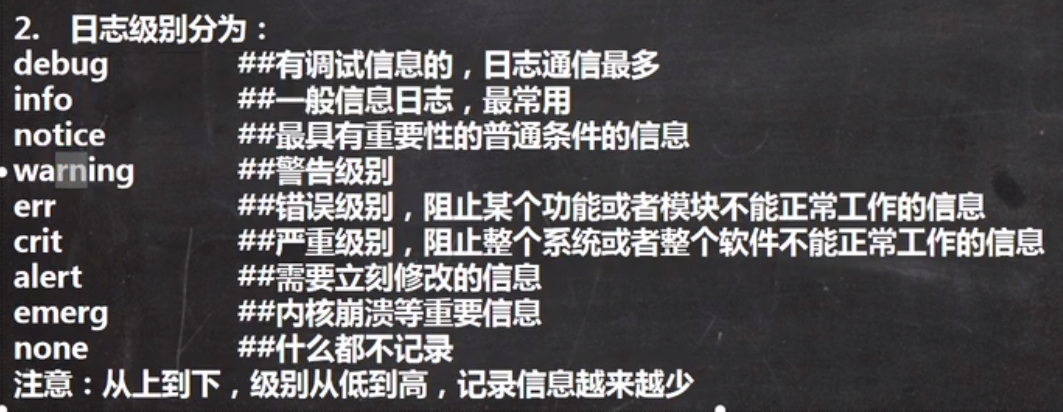 2. 日志级别分为：
debug ##有调试信息的，日志通信最多
info ##一般信息日志，最常用
notice ##最具有重要性的普通条件的信息
warning ##警告级别
err ##错误级别，阻止某个功能或者模块不能正常工作的信息
crit ##严重级别，阻止整个系统或者整个软件不能正常工作的信息
alert ##需要立刻修改的信息
emerg ##内核崩溃等重要信息
none ##什么都不记录
注意：从上到下，级别从低到高，记录信息越来越少